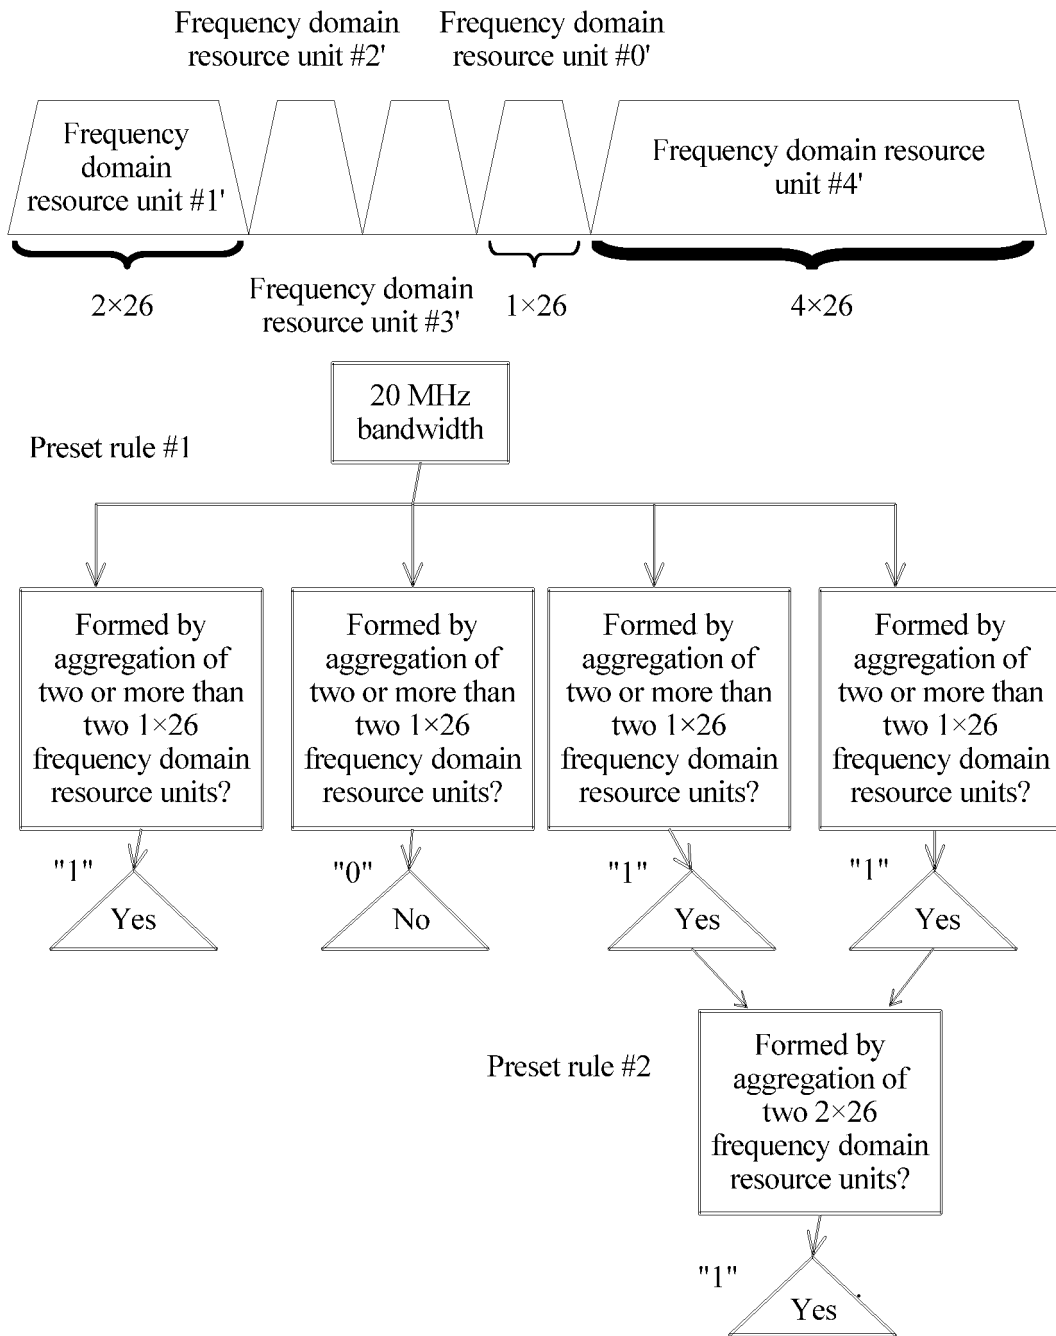 Frequency domain
resource unit #2'
Frequency domain
resource unit #0'
Frequency
domain
resource unit #1'
Frequency domain resource
unit #4'
2×26
Frequency domain
resource unit #3'
1×26
4×26
20 MHz
bandwidth
Preset rule #1
Formed by
aggregation of
two or more than
two 1×26
frequency domain
resource units?
Formed by
aggregation of
two or more than
two 1×26
frequency domain
resource units?
Formed by
aggregation of
two or more than
two 1×26
frequency domain
resource units?
Formed by
aggregation of
two or more than
two 1×26
frequency domain
resource units?
"1"
Yes
"0"
No
"1"
Yes
"1"
Yes
Preset rule #2
Formed by
aggregation of
two 2×26
frequency domain
resource units?
"1"
Yes